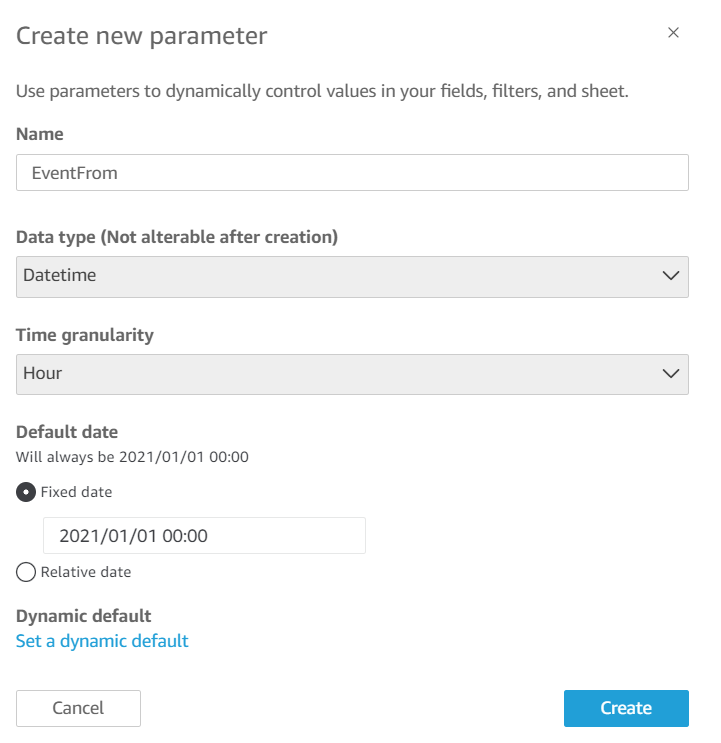 Create new parameter
Use parameters to dynamically control values in your fields, filters, and sheet.
Name
EventFrom
Data type (Not alterable after creation)
Datetime
Time granularity
Hour
Default date
Will always be 2021/01/01 00:00
Fixed date
2021/01/01 00:00
Relative date
Dynamic default
Set a dynamic default
Cancel
Create